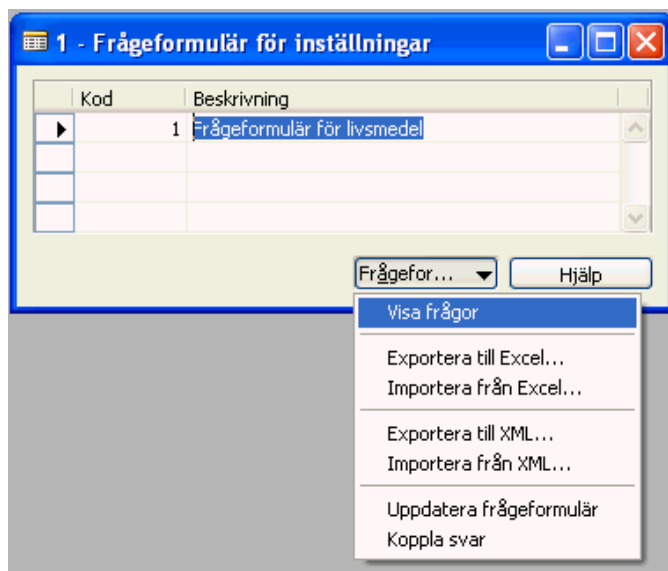 1 - Frågeformulär för inställningar
Kod Beskrivning
1 Frågeformulär för livsmedel
Frågefor... Hjälp
Visa frågor
Exportera till Excel...
Importera från Excel...
Exportera till XML...
Importera från XML...
Uppdatera frågeformulär
Koppla svar